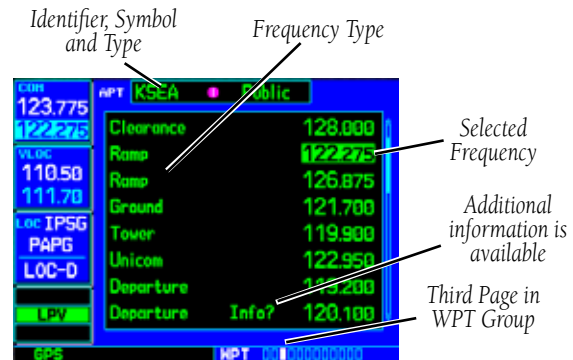 Identifier, Symbol
and Type
Frequency Type
COM
123.775
122.275
VLOC
110.50
111.70
LOC IPSG
PAPG
LOC-D
LPV
GPS
APT KSEA Public
Clearance 128.000
Ramp 122.275
Ramp 126.875
Ground 121.700
Tower 119.900
Unicom 122.950
Departure
Departure Info? 120.100
WPT
Selected
Frequency
Additional
information is
available
Third Page in
WPT Group